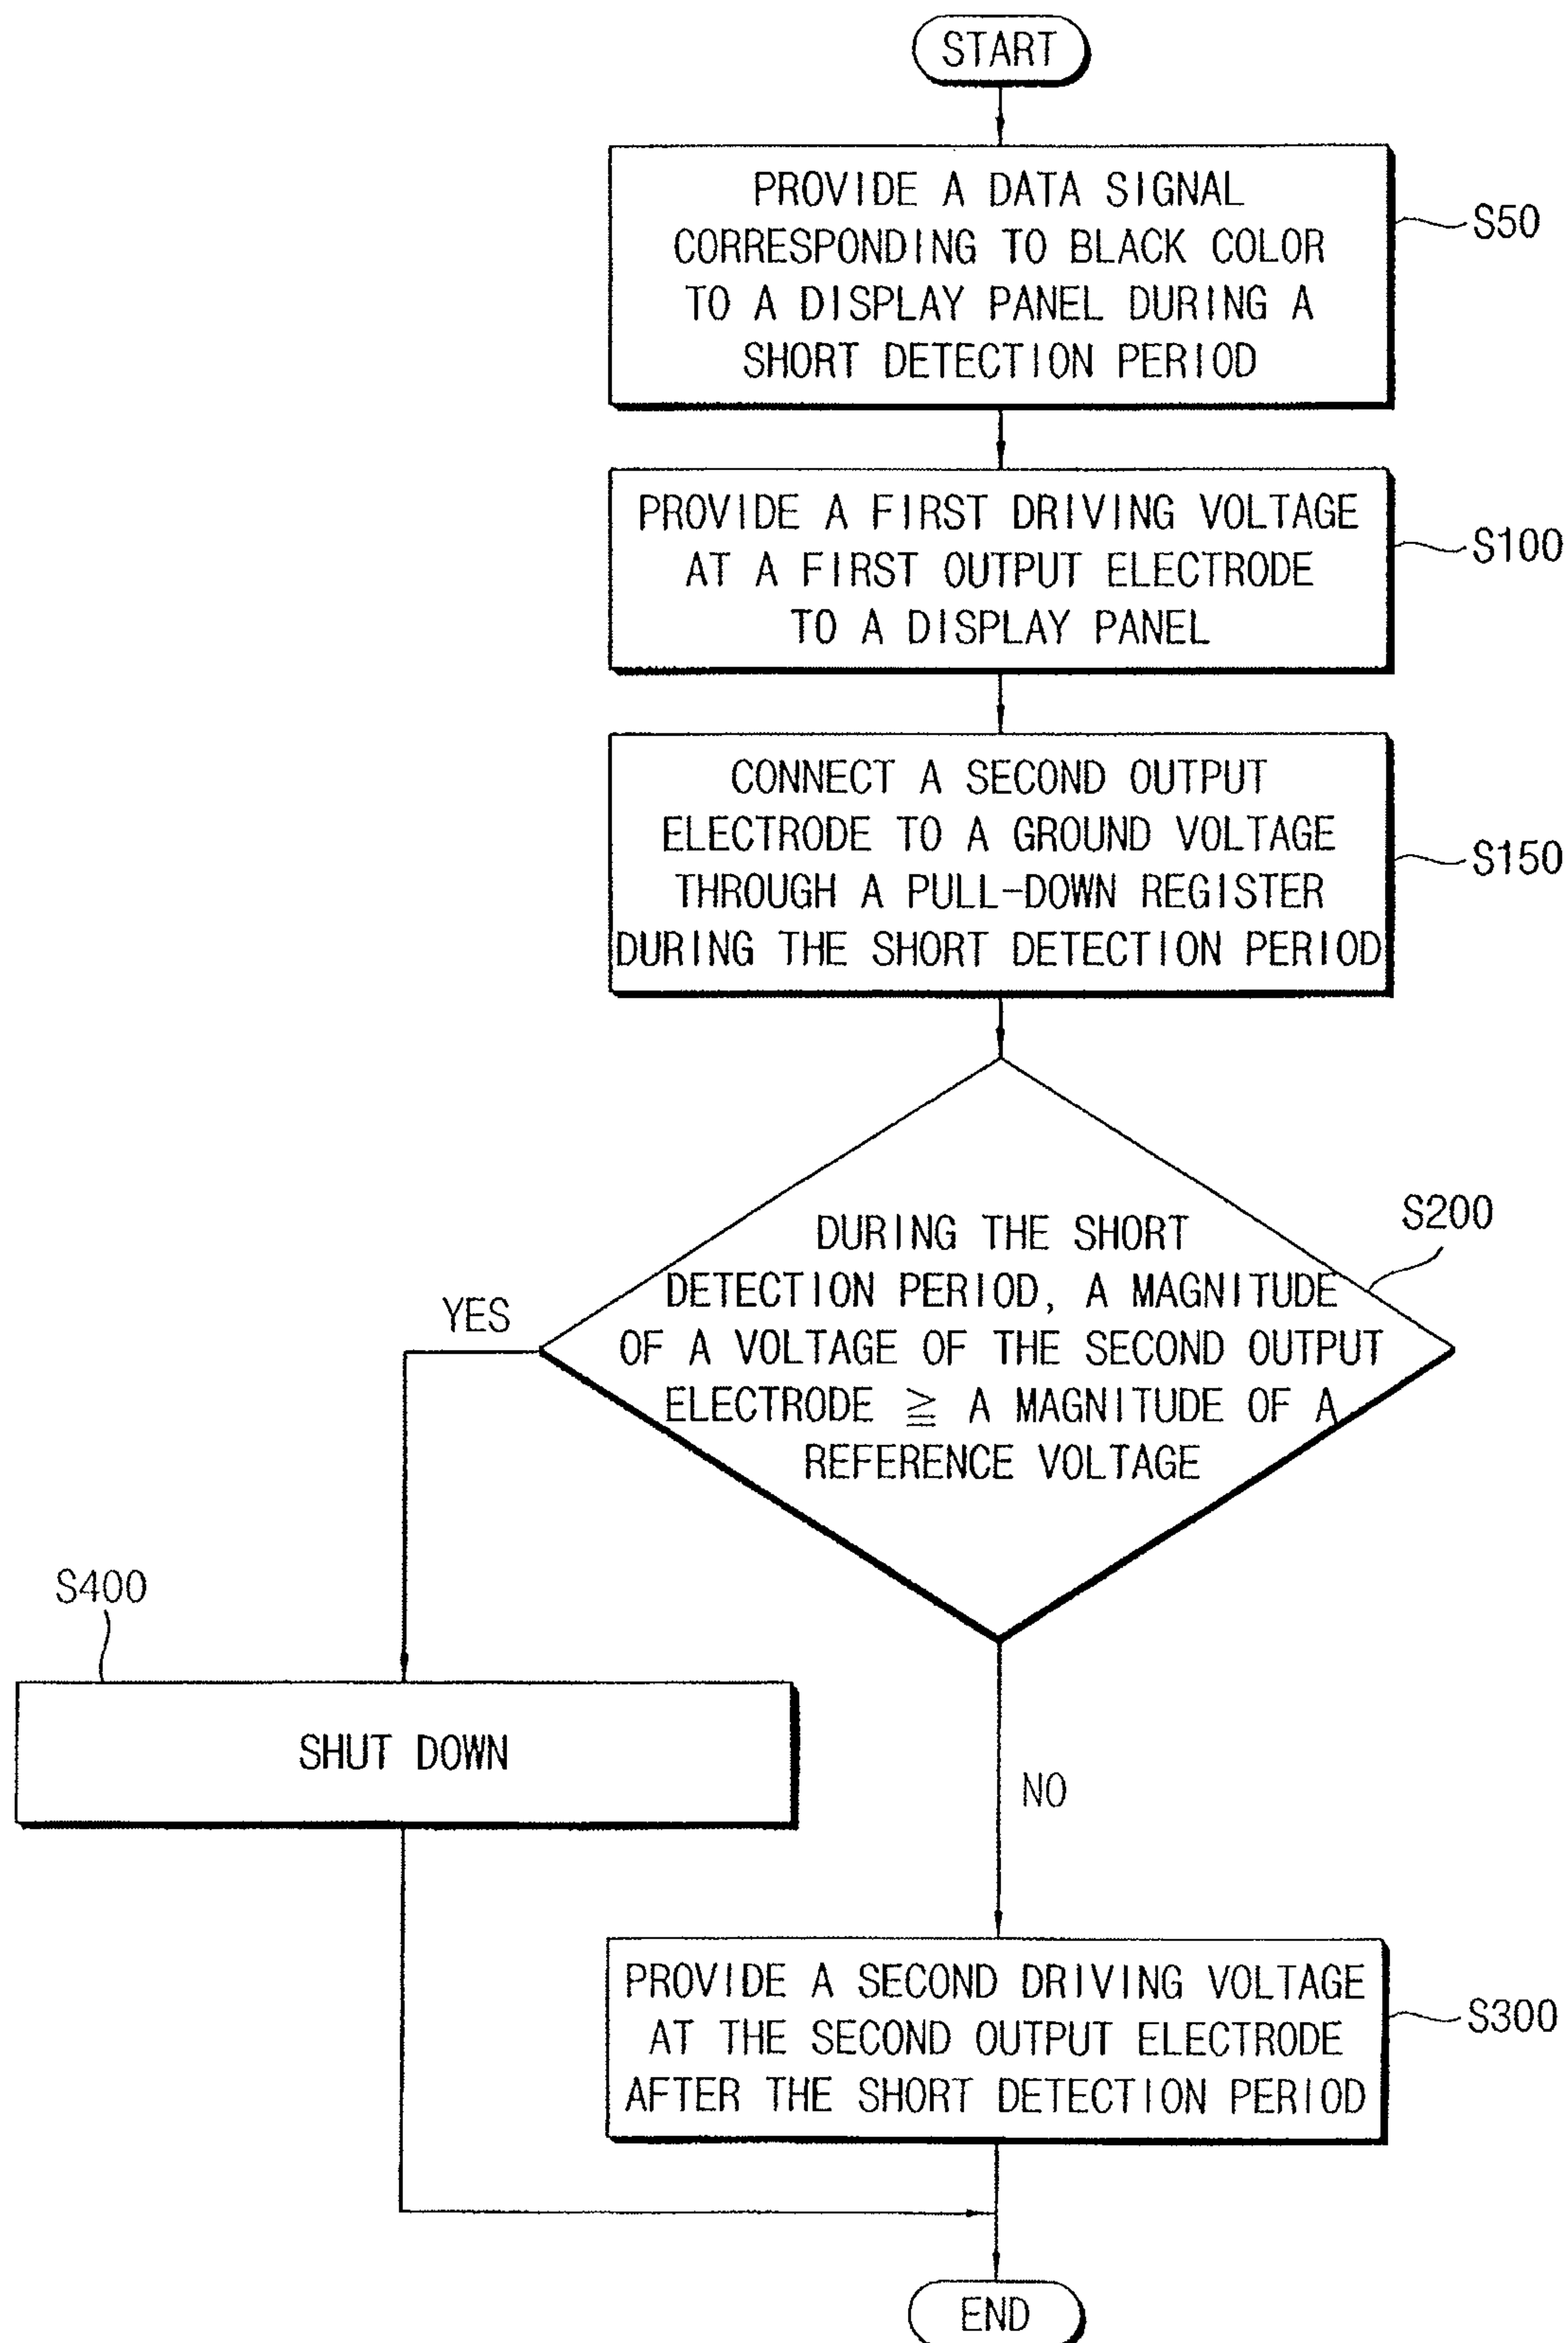 START
PROVIDE A DATA SIGNAL
CORRESPONDING TO BLACK COLOR
TO A DISPLAY PANEL DURING A
SHORT DETECTION PERIOD
S50
PROVIDE A FIRST DRIVING VOLTAGE
AT A FIRST OUTPUT ELECTRODE
TO A DISPLAY PANEL
S100
CONNECT A SECOND OUTPUT
ELECTRODE TO A GROUND VOLTAGE
THROUGH A PULL-DOWN REGISTER
DURING THE SHORT DETECTION PERIOD
S150
DURING THE SHORT
DETECTION PERIOD, A MAGNITUDE
OF A VOLTAGE OF THE SECOND OUTPUT
ELECTRODE ≧ A MAGNITUDE OF A
REFERENCE VOLTAGE
S200
YES
S400
SHUT DOWN
NO
PROVIDE A SECOND DRIVING VOLTAGE
AT THE SECOND OUTPUT ELECTRODE
AFTER THE SHORT DETECTION PERIOD
S300
END